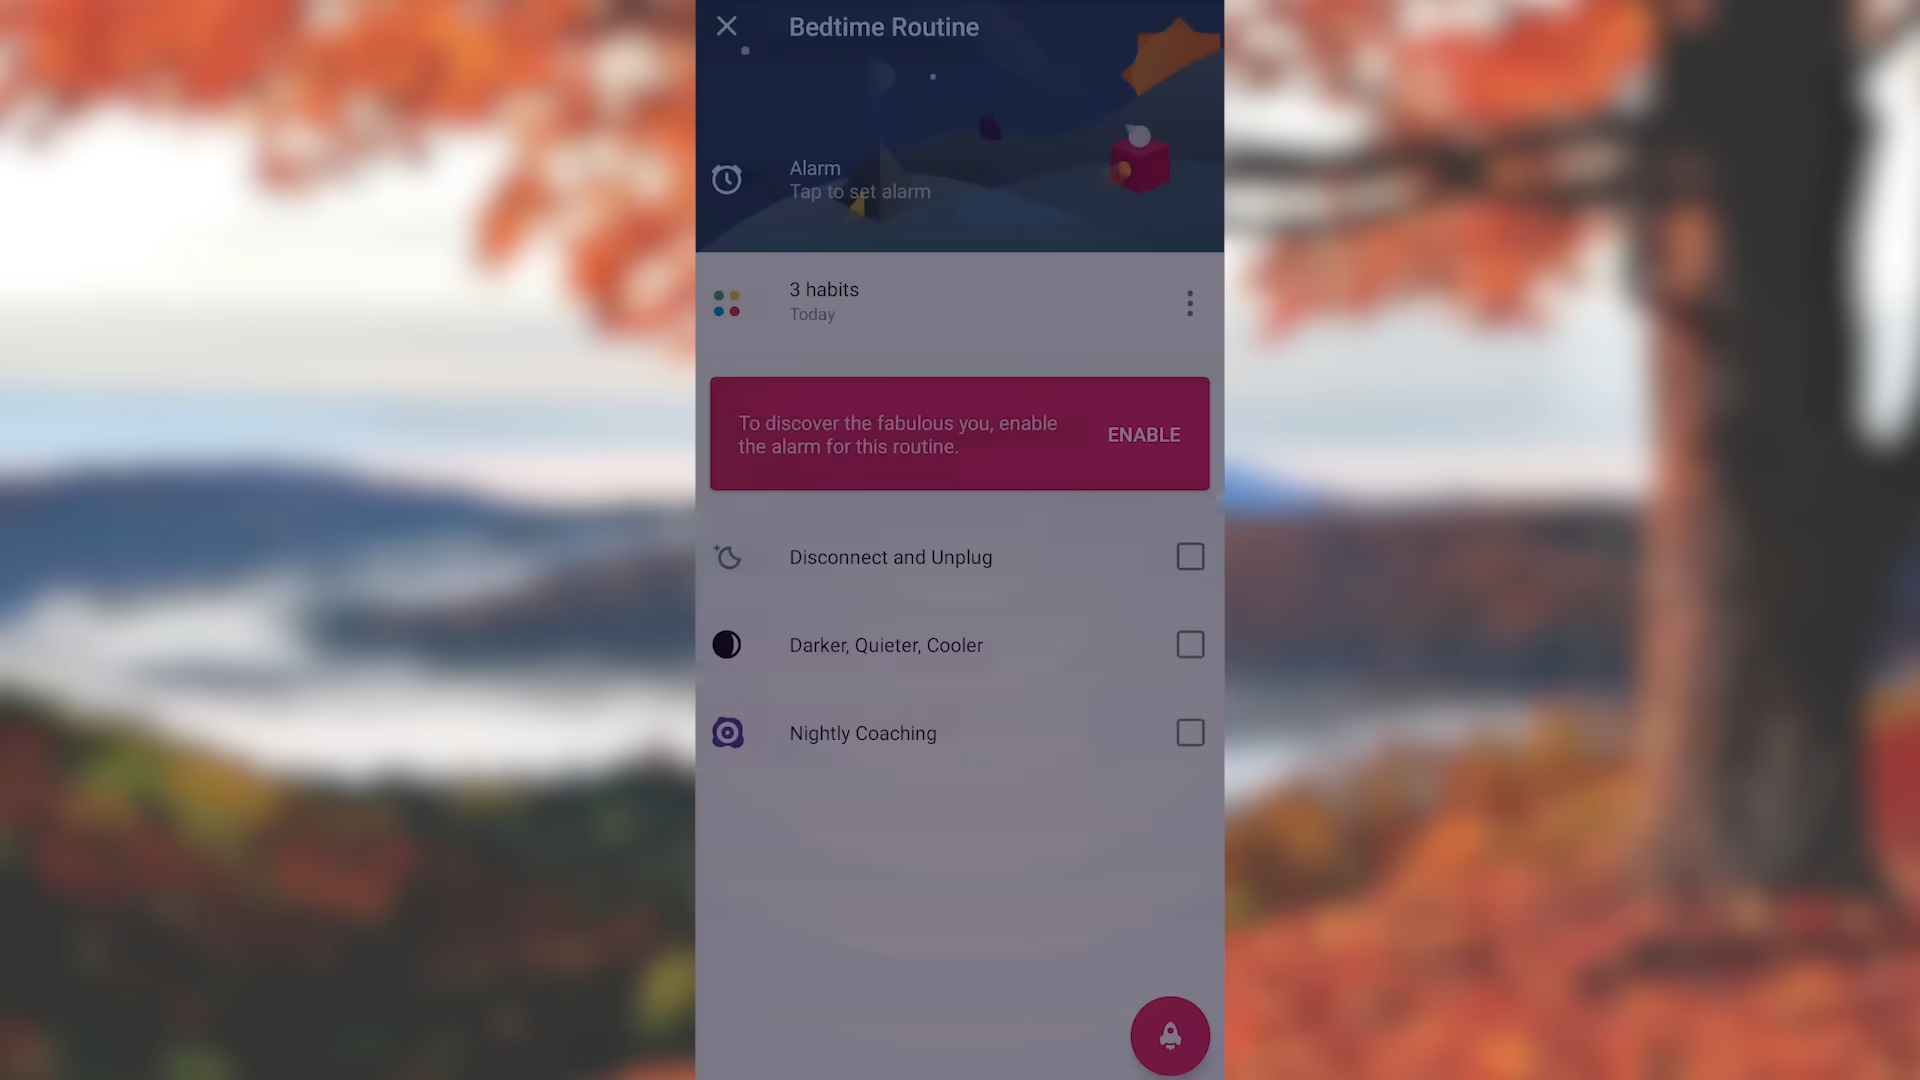 Bedtime Routine
Alarm
Tap to set alarm
3 habits
Today
To discover the fabulous you, enable
the alarm for this routine.
ENABLE
Disconnect and Unplug
Darker, Quieter, Cooler
Nightly Coaching